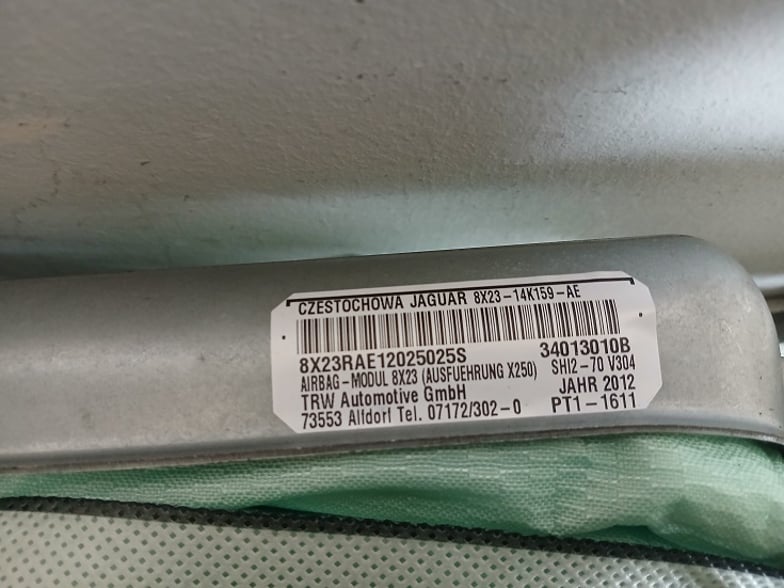 CZESTOCHOWA JAGUAR 8X23-14K159-AE
8X23RAE12025025S 34013010B
AIRBAG-MODUL 8X23 (AUSFUEHRUNG X250) SHI2-70 V304
TRW Automotive GmbH JAHR 2012
73553 Alfdorf Tel. 07172/302-0 PT1-1611